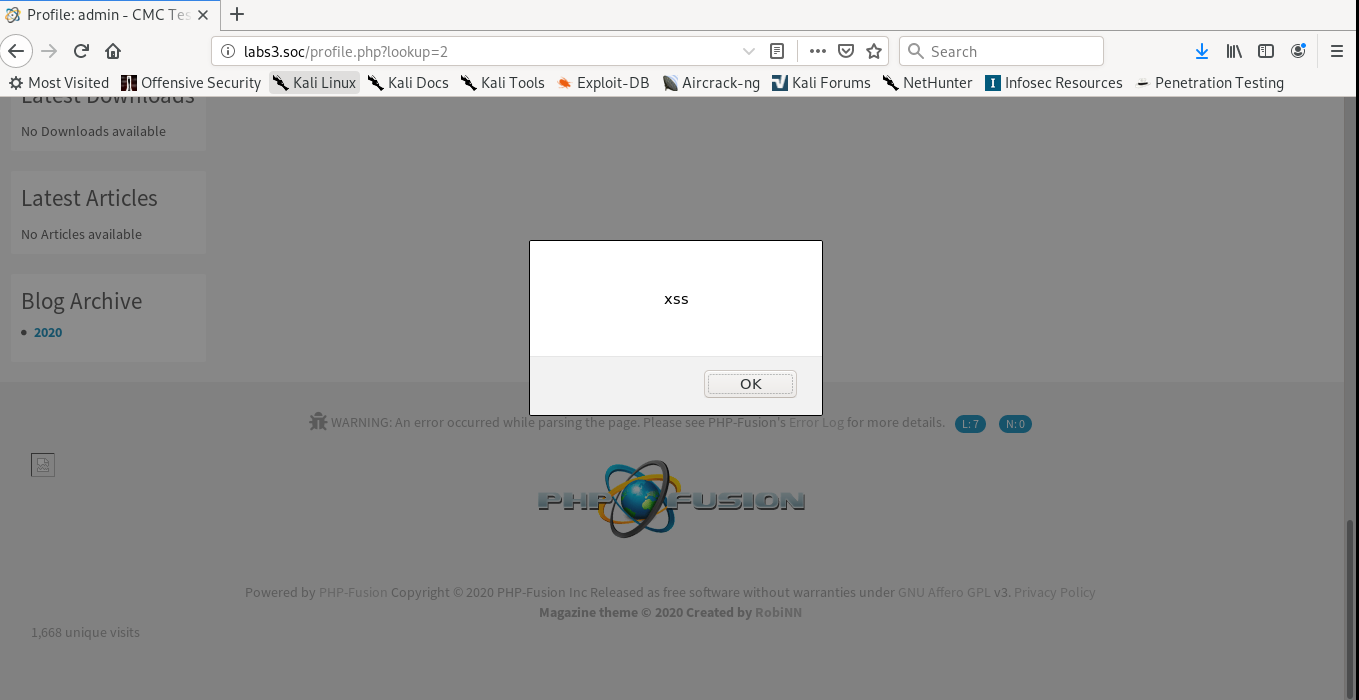 Profile: admin - CMC Tes
labs3.soc/profile.php?lookup=2
Search
Most Visited Offensive Security Kali Linux Kali Docs Kali Tools Exploit-DB Aircrack-ng Kali Forums NetHunter Infosec Resources Penetration Testing
Latest Downloads
No Downloads available
Latest Articles
No Articles available
Blog Archive
2020
xss
OK
WARNING: An error occurred while parsing the page. Please see PHP-Fusion's Error Log for more details. L: 7 N: 0
PHP FUSION
Powered by PHP-Fusion Copyright © 2020 PHP-Fusion Inc Released as free software without warranties under GNU Affero GPL v3. Privacy Policy
Magazine theme © 2020 Created by RobiNN
1,668 unique visits